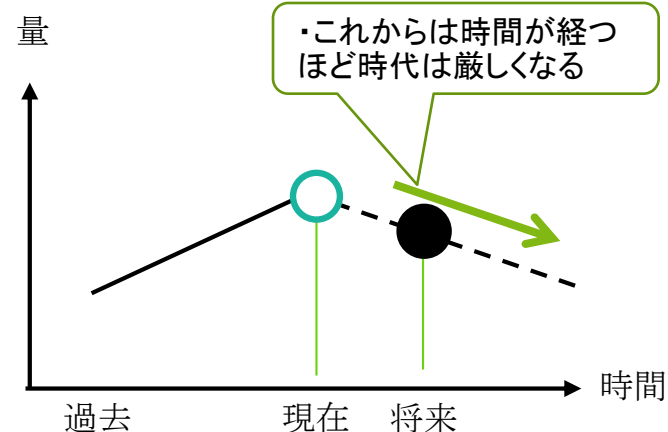 量
・これからは時間が経つ
ほど時代は厳しくなる
時間
過去
現在
将来